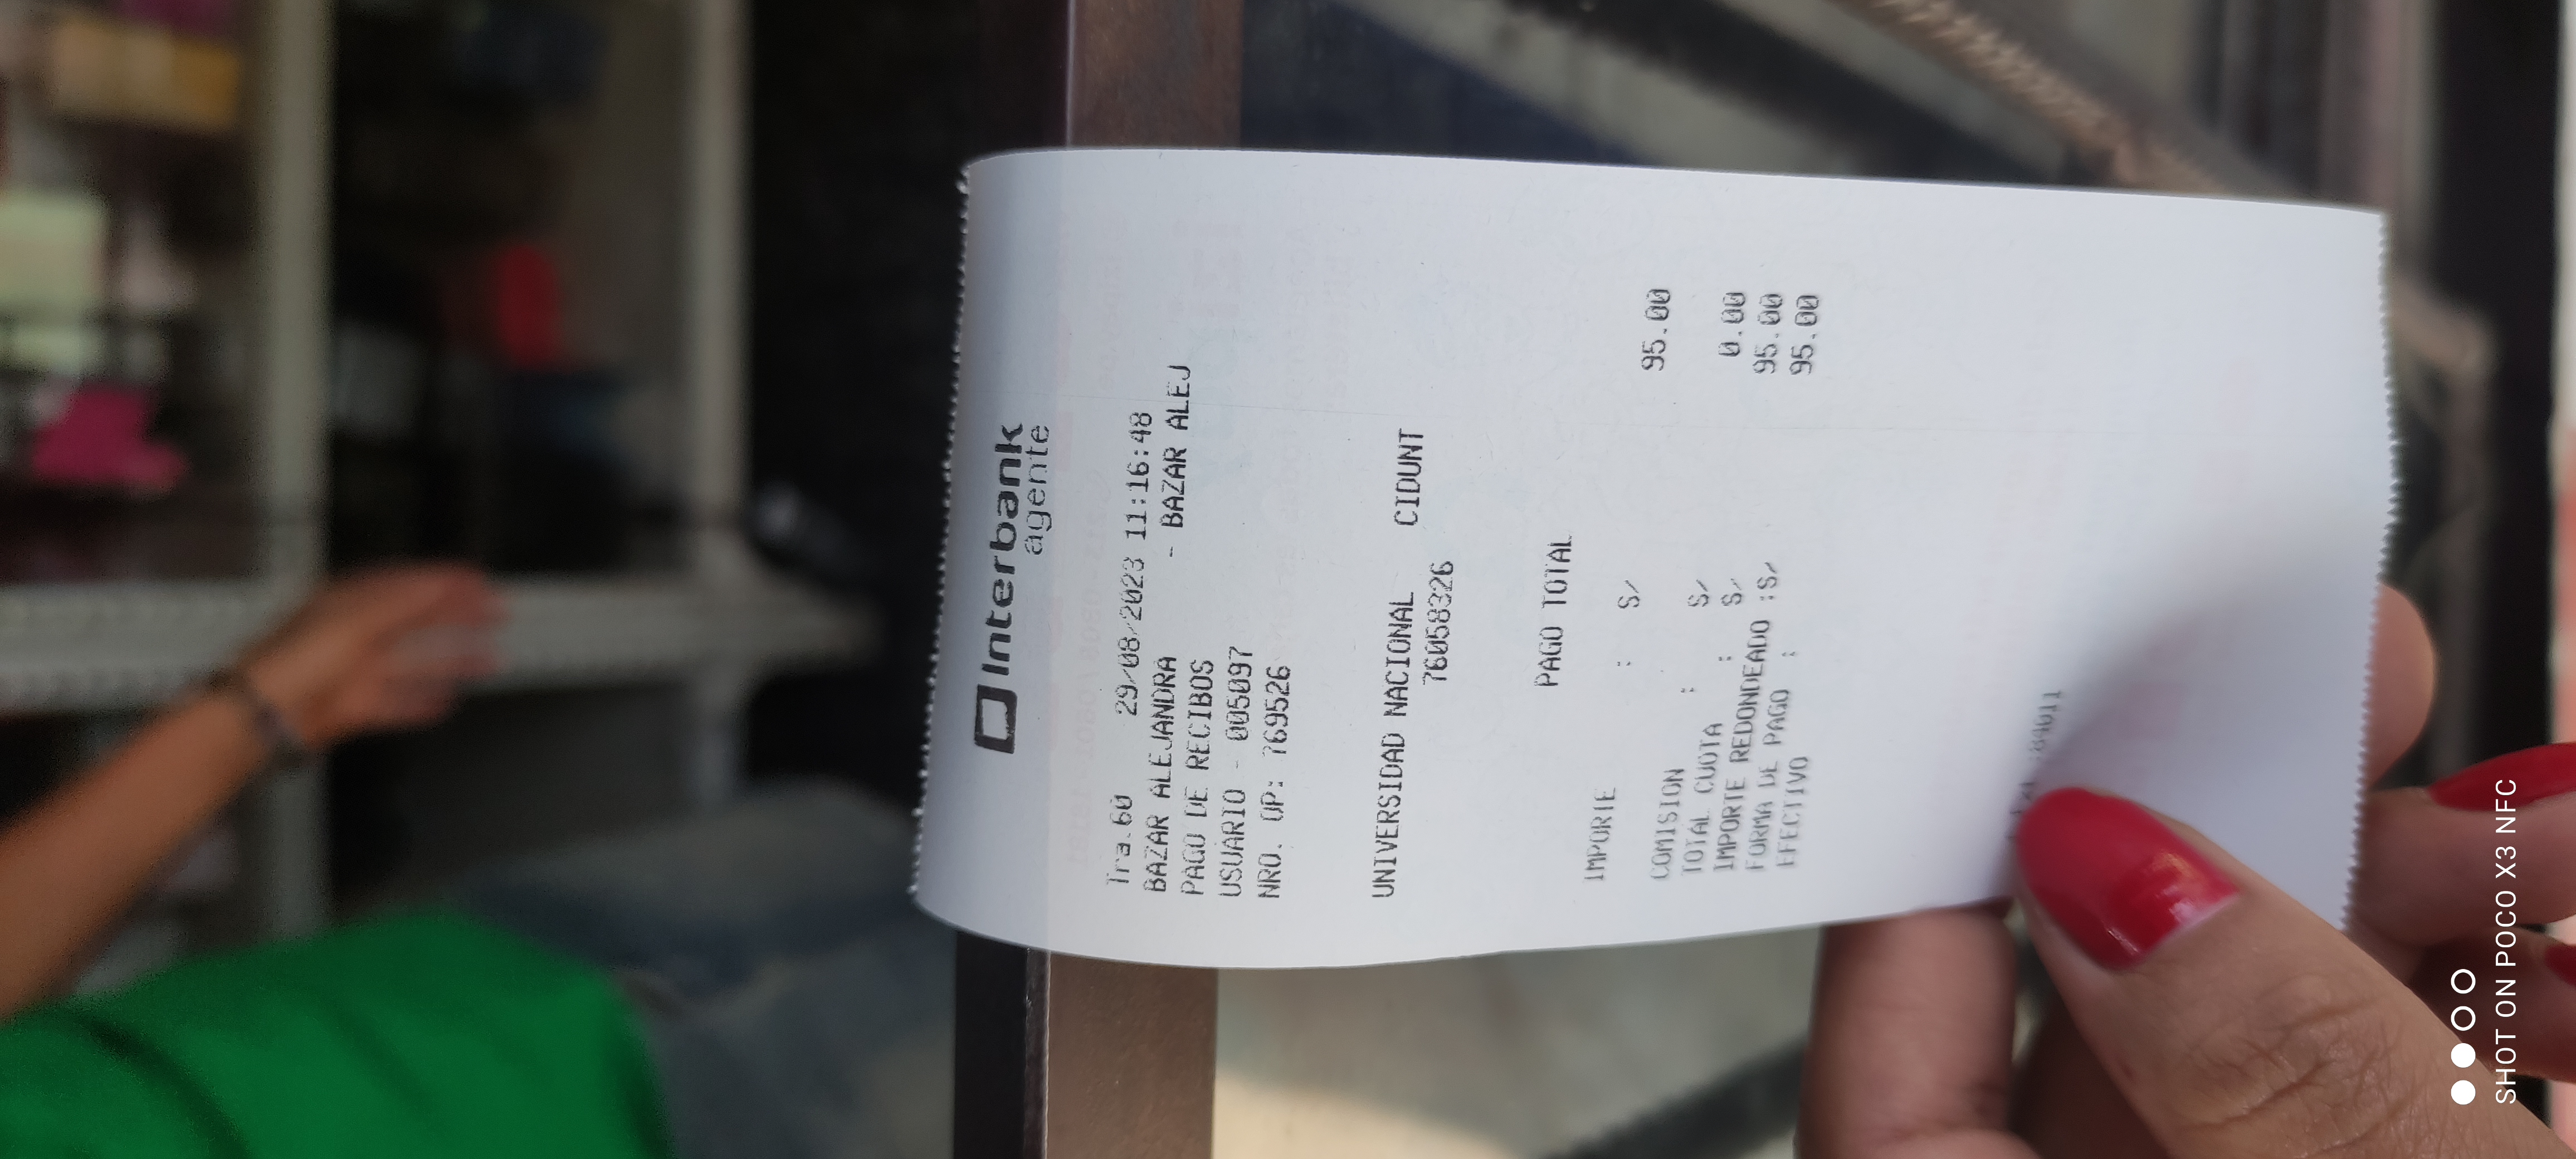 Interbank
agente
Tra.60 29/08/2023 11:16:48
BAZAR ALEJANDRA - BAZAR ALEJ
PAGO DE RECIBOS
USUARIO - 005097
NRO. OP: 769526
UNIVERSIDAD NACIONAL CIDUNT
76058326
PAGO TOTAL
IMPORTE : S/ 95.00
COMISION : S/ 0.00
TOTAL CUOTA : S/ 95.00
IMPORTE REDONDEADO :S/ 95.00
FORMA DE PAGO :
EFECTIVO
SHOT ON POCO X3 NFC